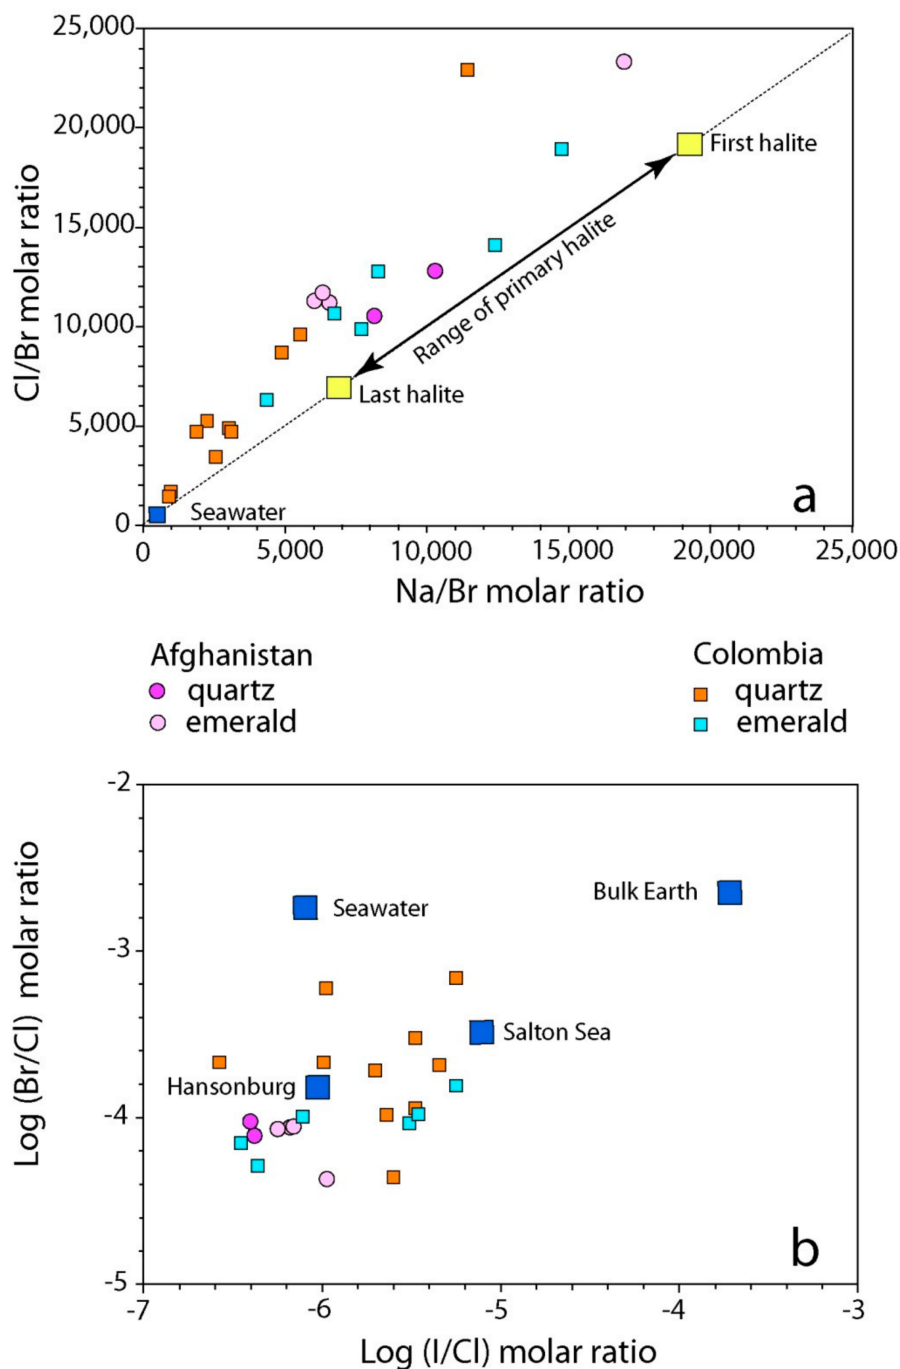 25,000
20,000
15,000
10,000
5,000
0
Cl/Br molar ratio
First halite
Range of primary halite
Last halite
Seawater
a
0 5,000 10,000 15,000 20,000 25,000
Na/Br molar ratio
Afghanistan
quartz
emerald
Colombia
quartz
emerald
-2
-3
-4
-5
Log (Br/Cl) molar ratio
Bulk Earth
Seawater
Salton Sea
Hansonburg
b
-7 -6 -5 -4 -3
Log (I/Cl) molar ratio